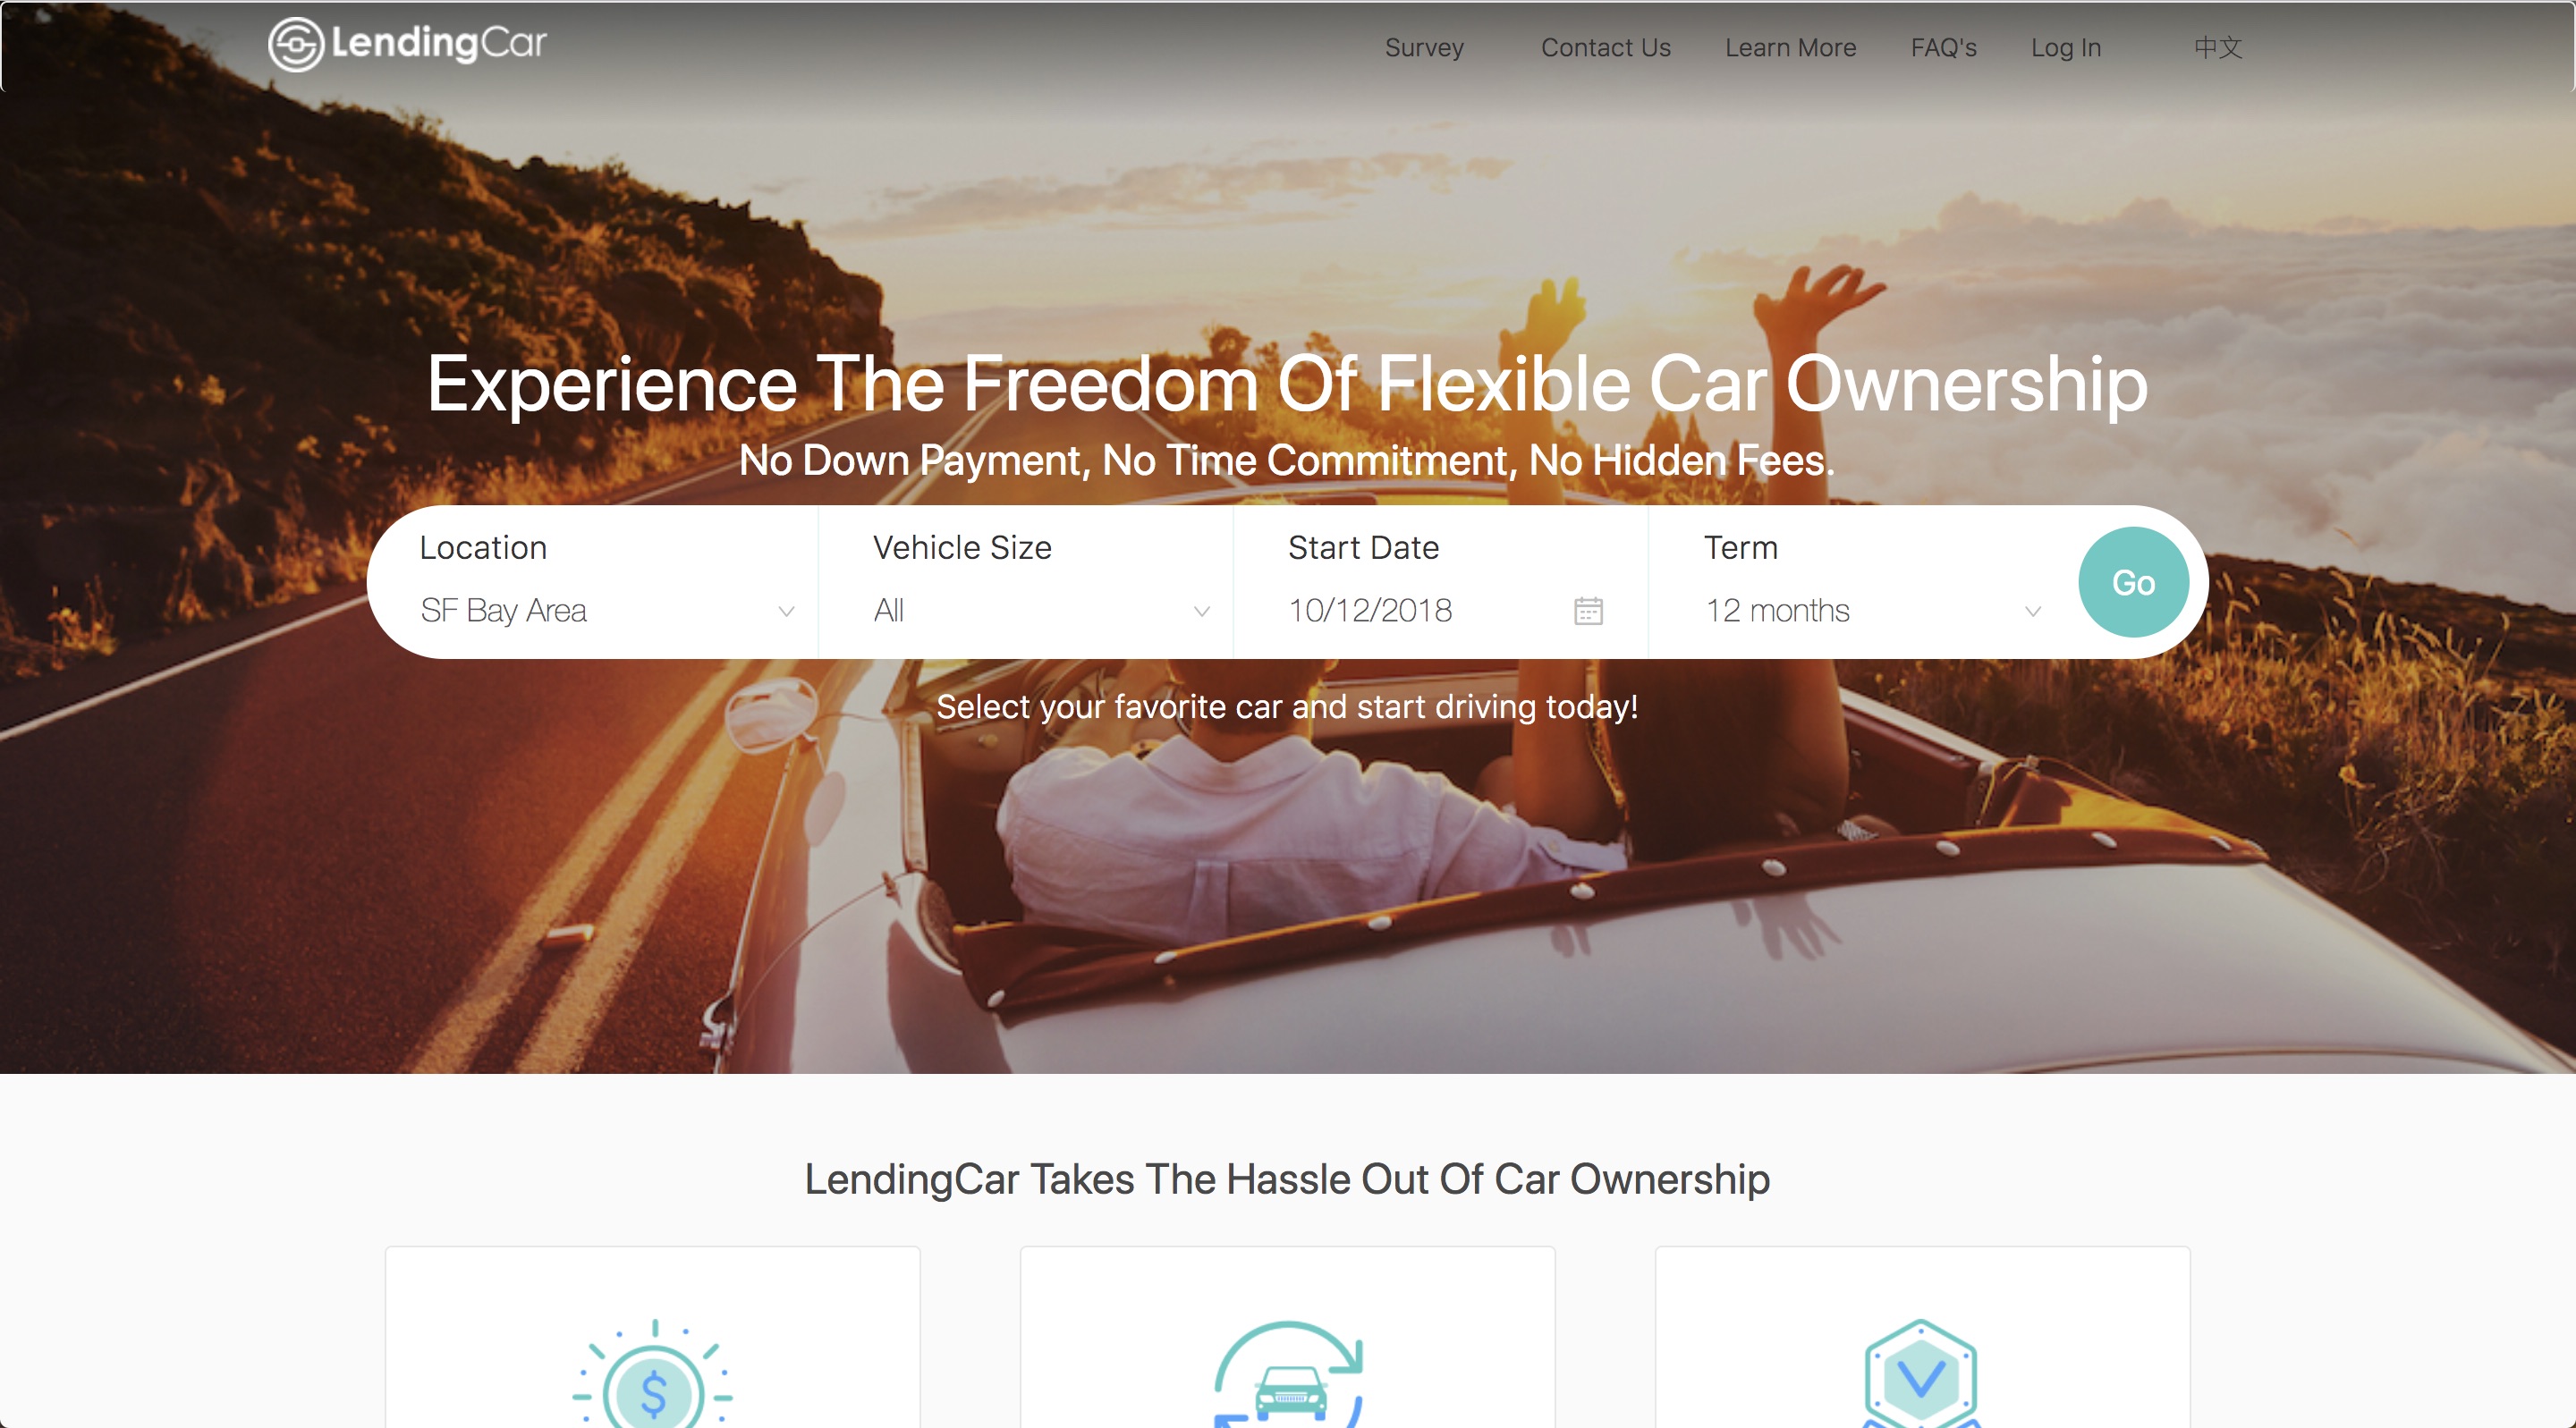 LendingCar
Survey
Contact Us
Learn More
FAQ's
Log In
中文
Experience The Freedom Of Flexible Car Ownership
No Down Payment, No Time Commitment, No Hidden Fees.
Location
SF Bay Area
Vehicle Size
All
Start Date
10/12/2018
Term
12 months
Go
Select your favorite car and start driving today!
LendingCar Takes The Hassle Out Of Car Ownership
$